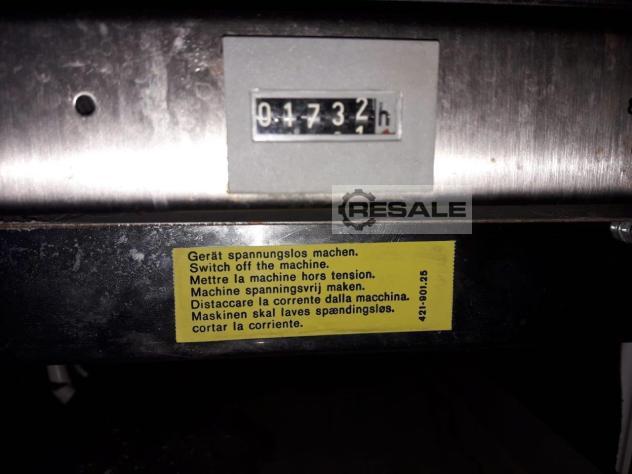 01732h
RESALE
Gerät spannungslos machen.
Switch off the machine.
Mettre la machine hors tension.
Machine spanningsvrij maken.
Distaccare la corrente dalla macchina.
Maskinen skal laves spændingsløs.
cortar la corriente.
421-901.25